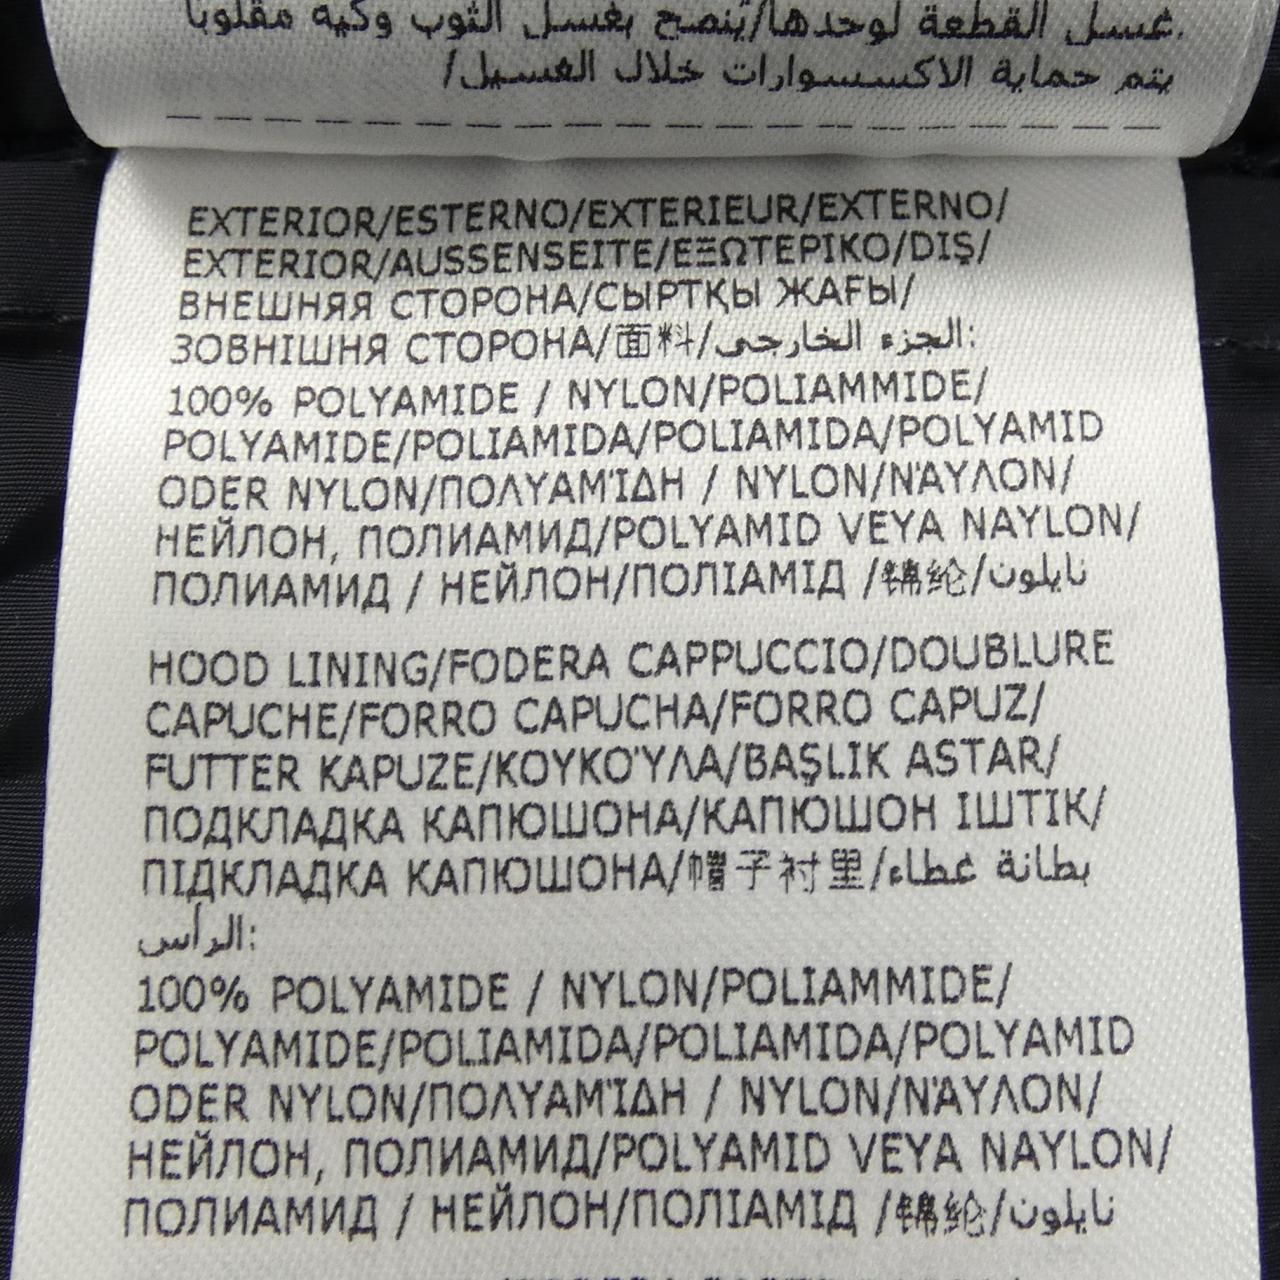 غسل القطعة لوحدها/يُنصح بغسل الثوب وكيه مقلوبا.
يتم حماية الاكسسوارات خلال الغسيل/
EXTERIOR/ESTERNO/EXTERIEUR/EXTERNO/
EXTERIOR/AUSSENSEITE/ΕΞΩΤΕΡΙΚΟ/DIŞ/
ВНЕШНЯЯ СТОРОНА/СЫРТҚЫ ЖАҒЫ/
ЗОВНІШНЯ СТОРОНА/面料/الجزء الخارجى:
100% POLYAMIDE / NYLON/POLIAMMIDE/
POLYAMIDE/POLIAMIDA/POLIAMIDA/POLYAMID
ODER NYLON/ΠΟΛΥΑΜΊΔΗ / NYLON/ΝΆΥΛΟΝ/
НЕЙЛОН, ПОЛИАМИД/POLYAMID VEYA NAYLON/
ПОЛИАМИД / НЕЙЛОН/ПОЛІАМІД /锦纶/نايلون
HOOD LINING/FODERA CAPPUCCIO/DOUBLURE
CAPUCHE/FORRO CAPUCHA/FORRO CAPUZ/
FUTTER KAPUZE/ΚΟΥΚΟΎΛΑ/BAŞLIK ASTAR/
ПОДКЛАДКА КАПЮШОНА/КАПЮШОН ІШТІК/
ПІДКЛАДКА КАПЮШОНА/帽子衬里/بطانة غطاء
الرأس:
100% POLYAMIDE / NYLON/POLIAMMIDE/
POLYAMIDE/POLIAMIDA/POLIAMIDA/POLYAMID
ODER NYLON/ΠΟΛΥΑΜΊΔΗ / NYLON/ΝΆΥΛΟΝ/
НЕЙЛОН, ПОЛИАМИД/POLYAMID VEYA NAYLON/
ПОЛИАМИД / НЕЙЛОН/ПОЛІАМІД /锦纶/نايلون